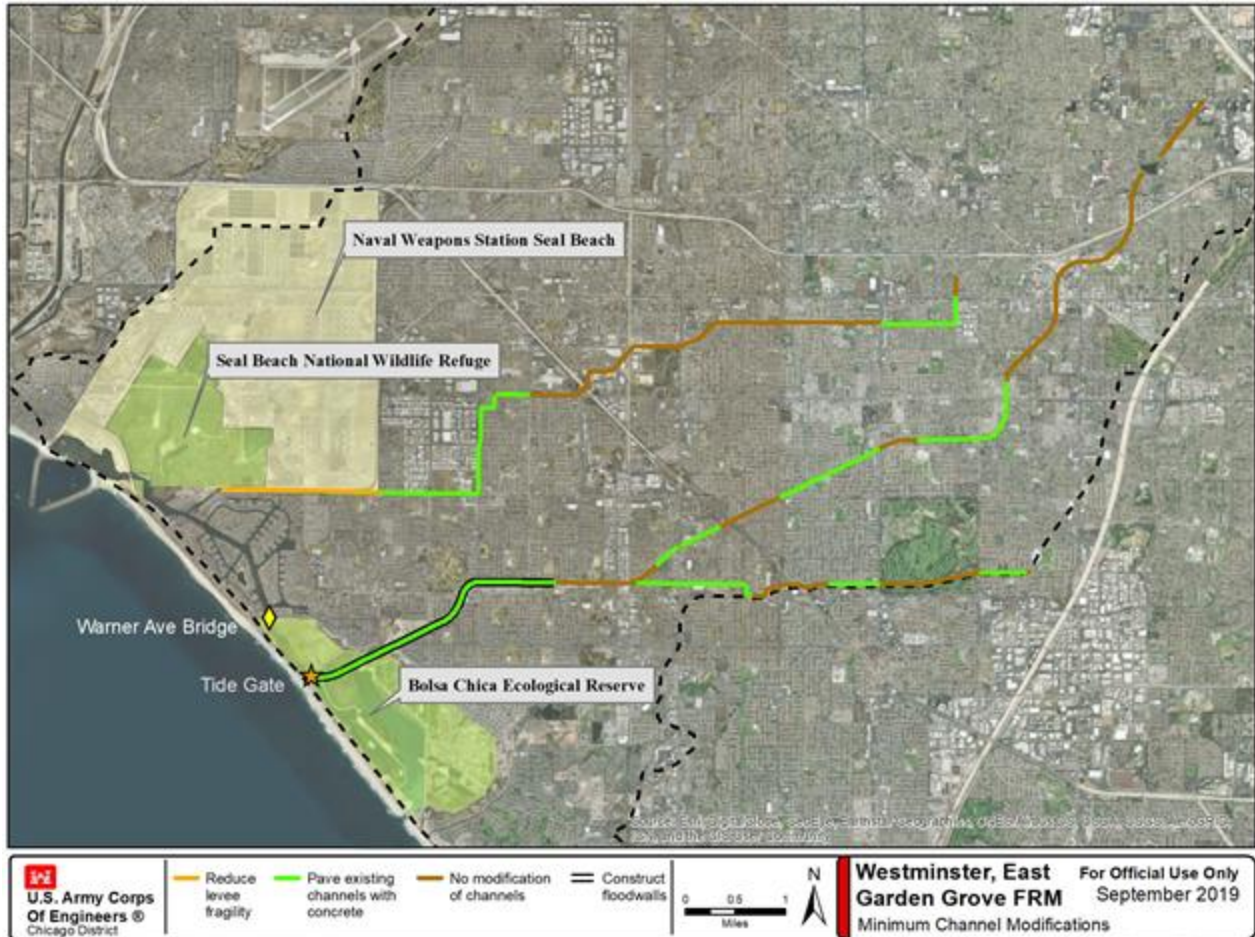 Naval Weapons Station Seal Beach
Seal Beach National Wildlife Refuge
Warner Ave Bridge
Tide Gate
Bolsa Chica Ecological Reserve
U.S. Army Corps
Of Engineers ®
Chicago District
Reduce
levee
fragility
Pave existing
channels with
concrete
No modification
of channels
Construct
floodwalls
0 0.5 1
Miles
N
Westminster, East
Garden Grove FRM
Minimum Channel Modifications
For Official Use Only
September 2019